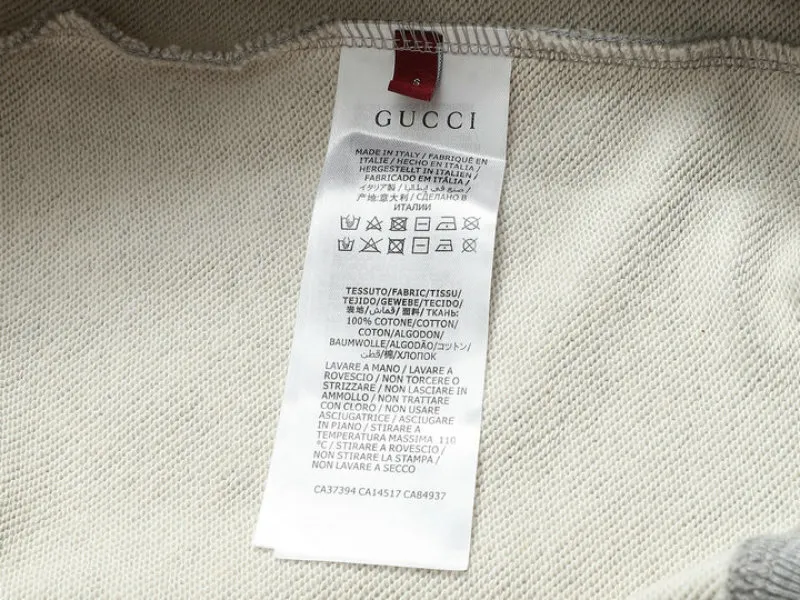 S
GUCCI
MADE IN ITALY / FABRIQUÉ EN
ITALIE / HECHO EN ITALIA /
HERGESTELLT IN ITALIEN /
FABRICADO EM ITÁLIA /
イタリア製 / صنع في ايطاليا /
产地:意大利 / СДЕЛАНО В
ИТАЛИИ
TESSUTO/FABRIC/TISSU/
TEJIDO/GEWEBE/TECIDO/
表地/قماش/ 面料/ ТКАНЬ:
100% COTONE/COTTON/
COTON/ALGODON/
BAUMWOLLE/ALGODÃO/コットン/
قطن/棉/ХЛОПОК
LAVARE A MANO / LAVARE A
ROVESCIO / NON TORCERE O
STRIZZARE / NON LASCIARE IN
AMMOLLO / NON TRATTARE
CON CLORO / NON USARE
ASCIUGATRICE / ASCIUGARE
IN PIANO / STIRARE A
TEMPERATURA MASSIMA 110
°C / STIRARE A ROVESCIO /
NON STIRARE LA STAMPA /
NON LAVARE A SECCO
CA37394 CA14517 CA84937